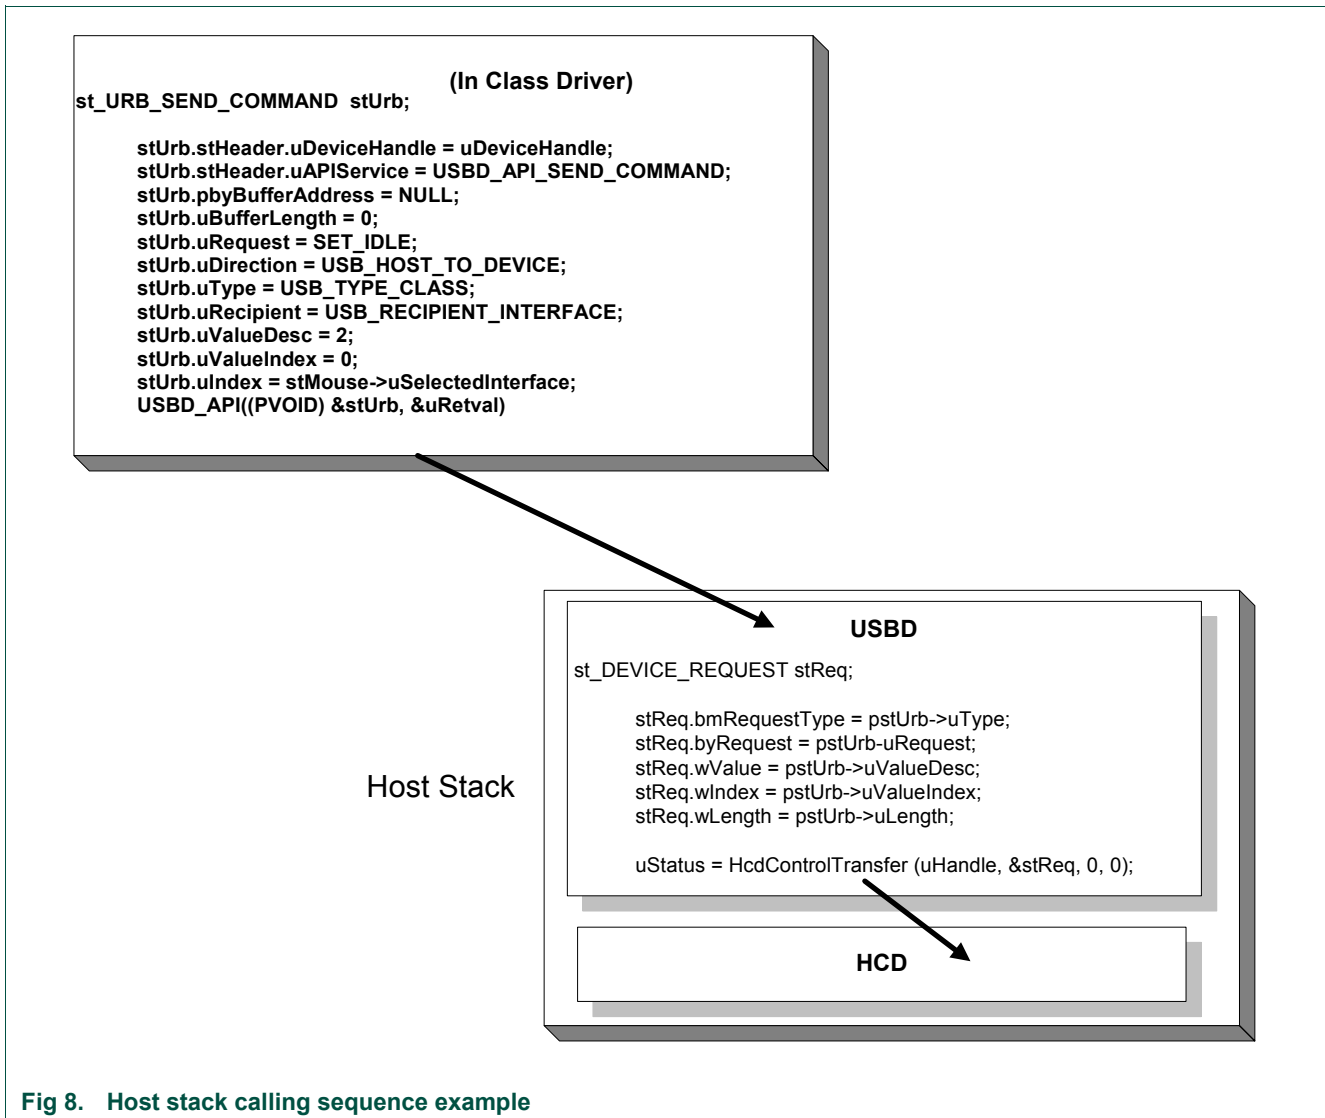 (In Class Driver)
st_URB_SEND_COMMAND stUrb;
stUrb.stHeader.uDeviceHandle = uDeviceHandle;
stUrb.stHeader.uAPIService = USBD_API_SEND_COMMAND;
stUrb.pbyBufferAddress = NULL;
stUrb.uBufferLength = 0;
stUrb.uRequest = SET_IDLE;
stUrb.uDirection = USB_HOST_TO_DEVICE;
stUrb.uType = USB_TYPE_CLASS;
stUrb.uRecipient = USB_RECIPIENT_INTERFACE;
stUrb.uValueDesc = 2;
stUrb.uValueIndex = 0;
stUrb.uIndex = stMouse->uSelectedInterface;
USBD_API((PVOID) &stUrb, &uRetval)
USBD
st_DEVICE_REQUEST stReq;
stReq.bmRequestType = pstUrb->uType;
stReq.byRequest = pstUrb-uRequest;
stReq.wValue = pstUrb->uValueDesc;
stReq.wIndex = pstUrb->uValueIndex;
stReq.wLength = pstUrb->uLength;
uStatus = HcdControlTransfer (uHandle, &stReq, 0, 0);
Host Stack
HCD
Fig 8. Host stack calling sequence example